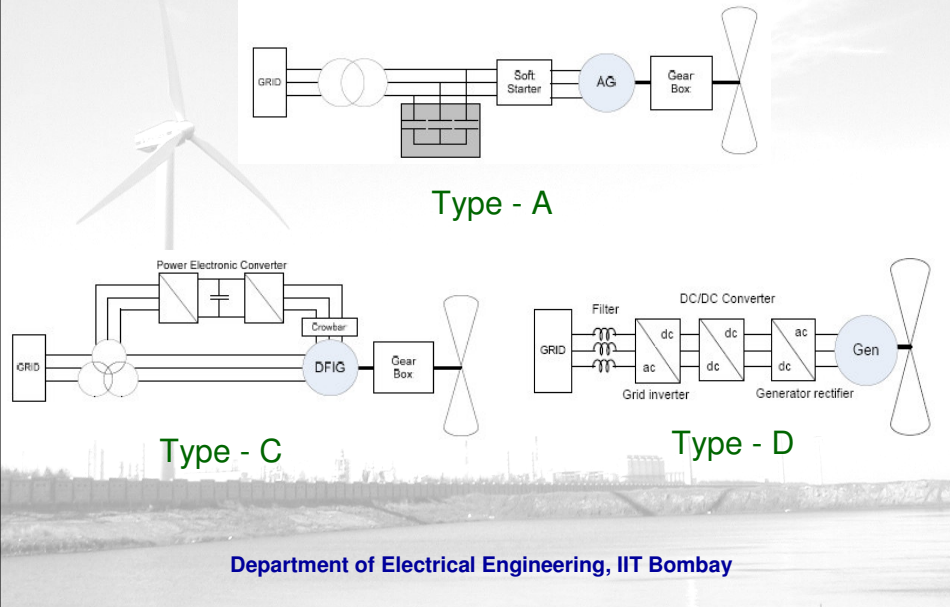 GRID
Soft
Starter
AG
Gear
Box
Type - A
Power Electronic Converter
Crowbar
GRID
DFIG
Gear
Box
Type - C
DC/DC Converter
Filter
GRID
dc
ac
dc
dc
ac
dc
Gen
Grid inverter
Generator rectifier
Type - D
Department of Electrical Engineering, IIT Bombay